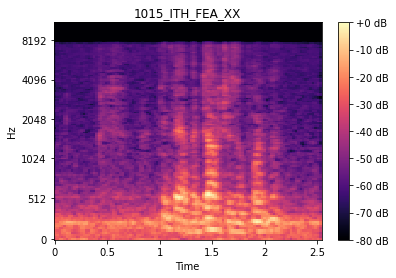 1015_ITH_FEA_XX
+0 dB
8192
-10 dB
4096
-20 dB
-30 dB
2048
-40 dB
Hz
1024
-50 dB
512
-60 dB
-70 dB
0
-80 dB
0 0.5 1 1.5 2 2.5
Time